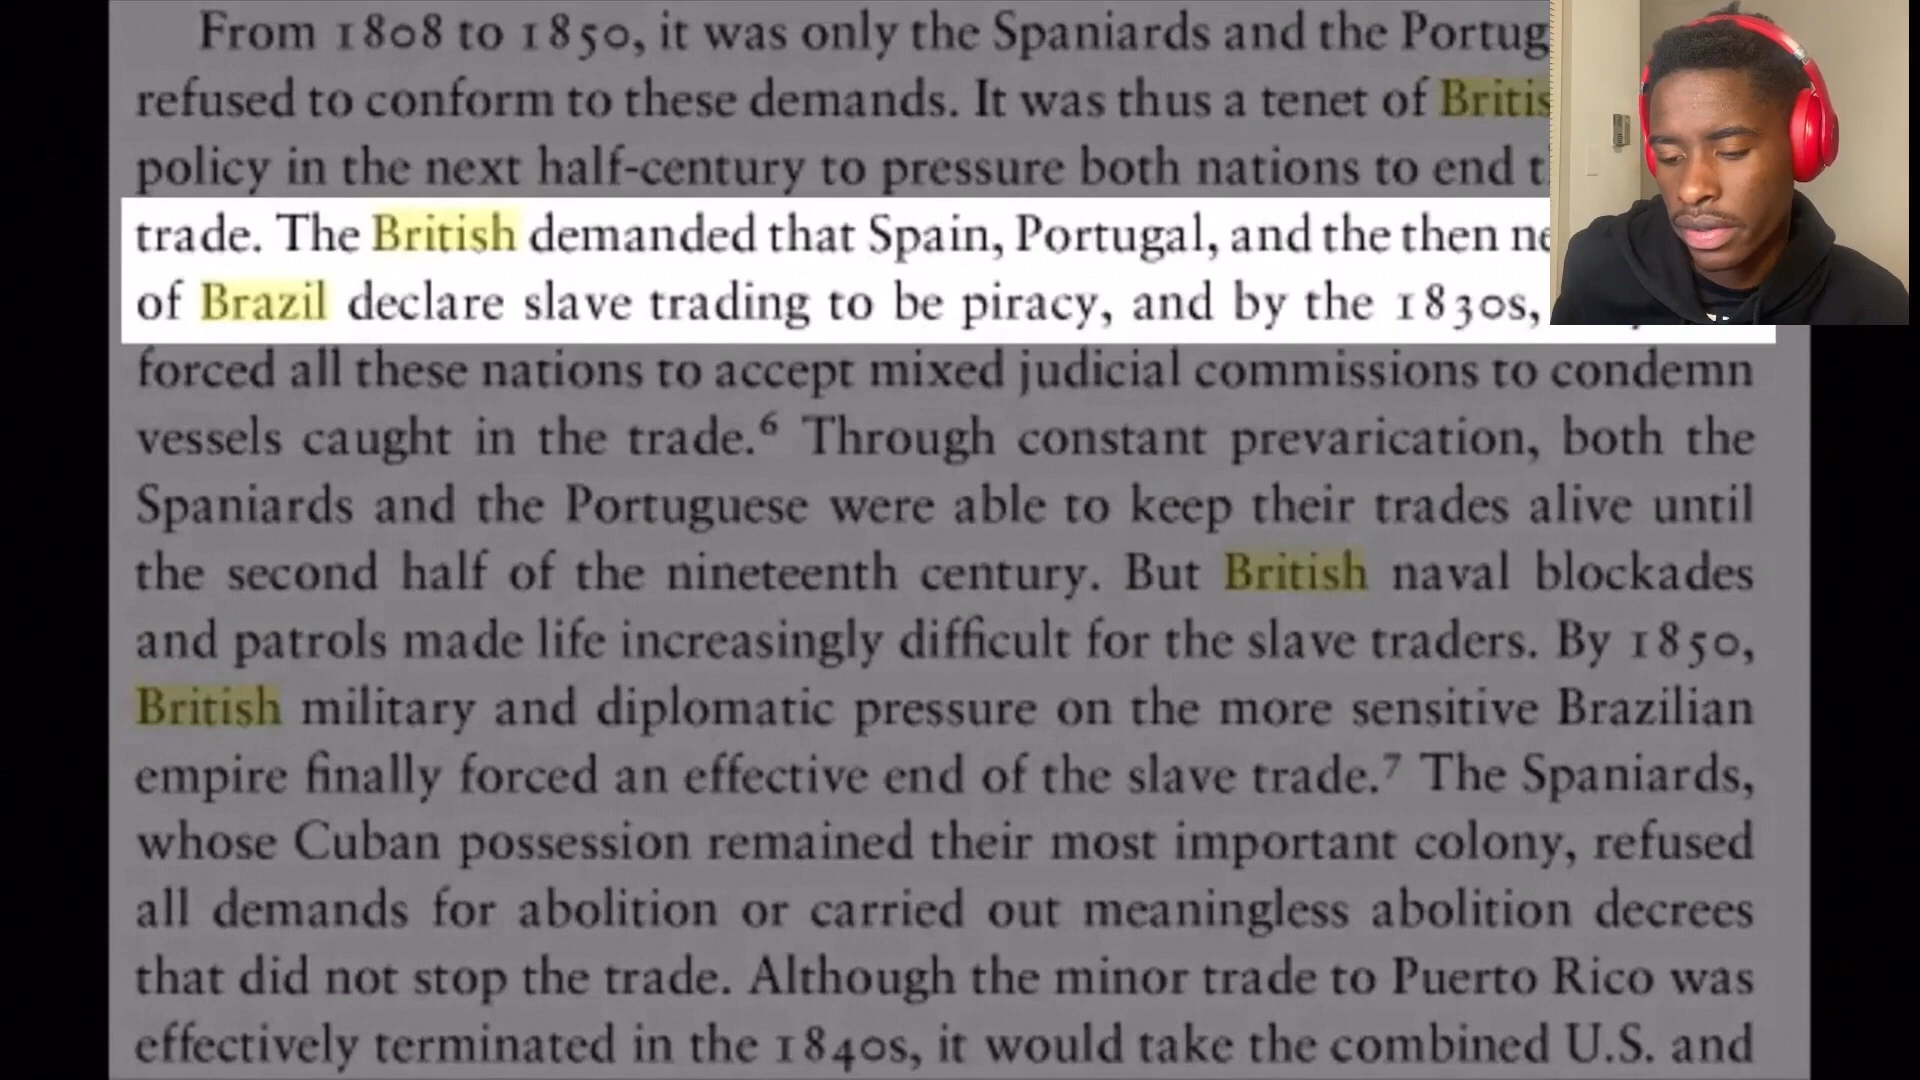 From 1808 to 1850, it was only the Spaniards and the Portug
refused to conform to these demands. It was thus a tenet of Britis
policy in the next half-century to pressure both nations to end t
trade. The British demanded that Spain, Portugal, and the then ne
of Brazil declare slave trading to be piracy, and by the 1830s,
forced all these nations to accept mixed judicial commissions to condemn
vessels caught in the trade.⁶ Through constant prevarication, both the
Spaniards and the Portuguese were able to keep their trades alive until
the second half of the nineteenth century. But British naval blockades
and patrols made life increasingly difficult for the slave traders. By 1850,
British military and diplomatic pressure on the more sensitive Brazilian
empire finally forced an effective end of the slave trade.⁷ The Spaniards,
whose Cuban possession remained their most important colony, refused
all demands for abolition or carried out meaningless abolition decrees
that did not stop the trade. Although the minor trade to Puerto Rico was
effectively terminated in the 1840s, it would take the combined U.S. and